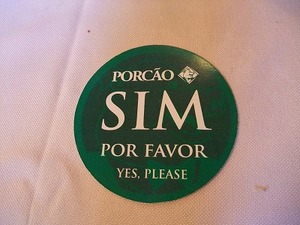 PORCÃO
SIM
POR FAVOR
YES, PLEASE